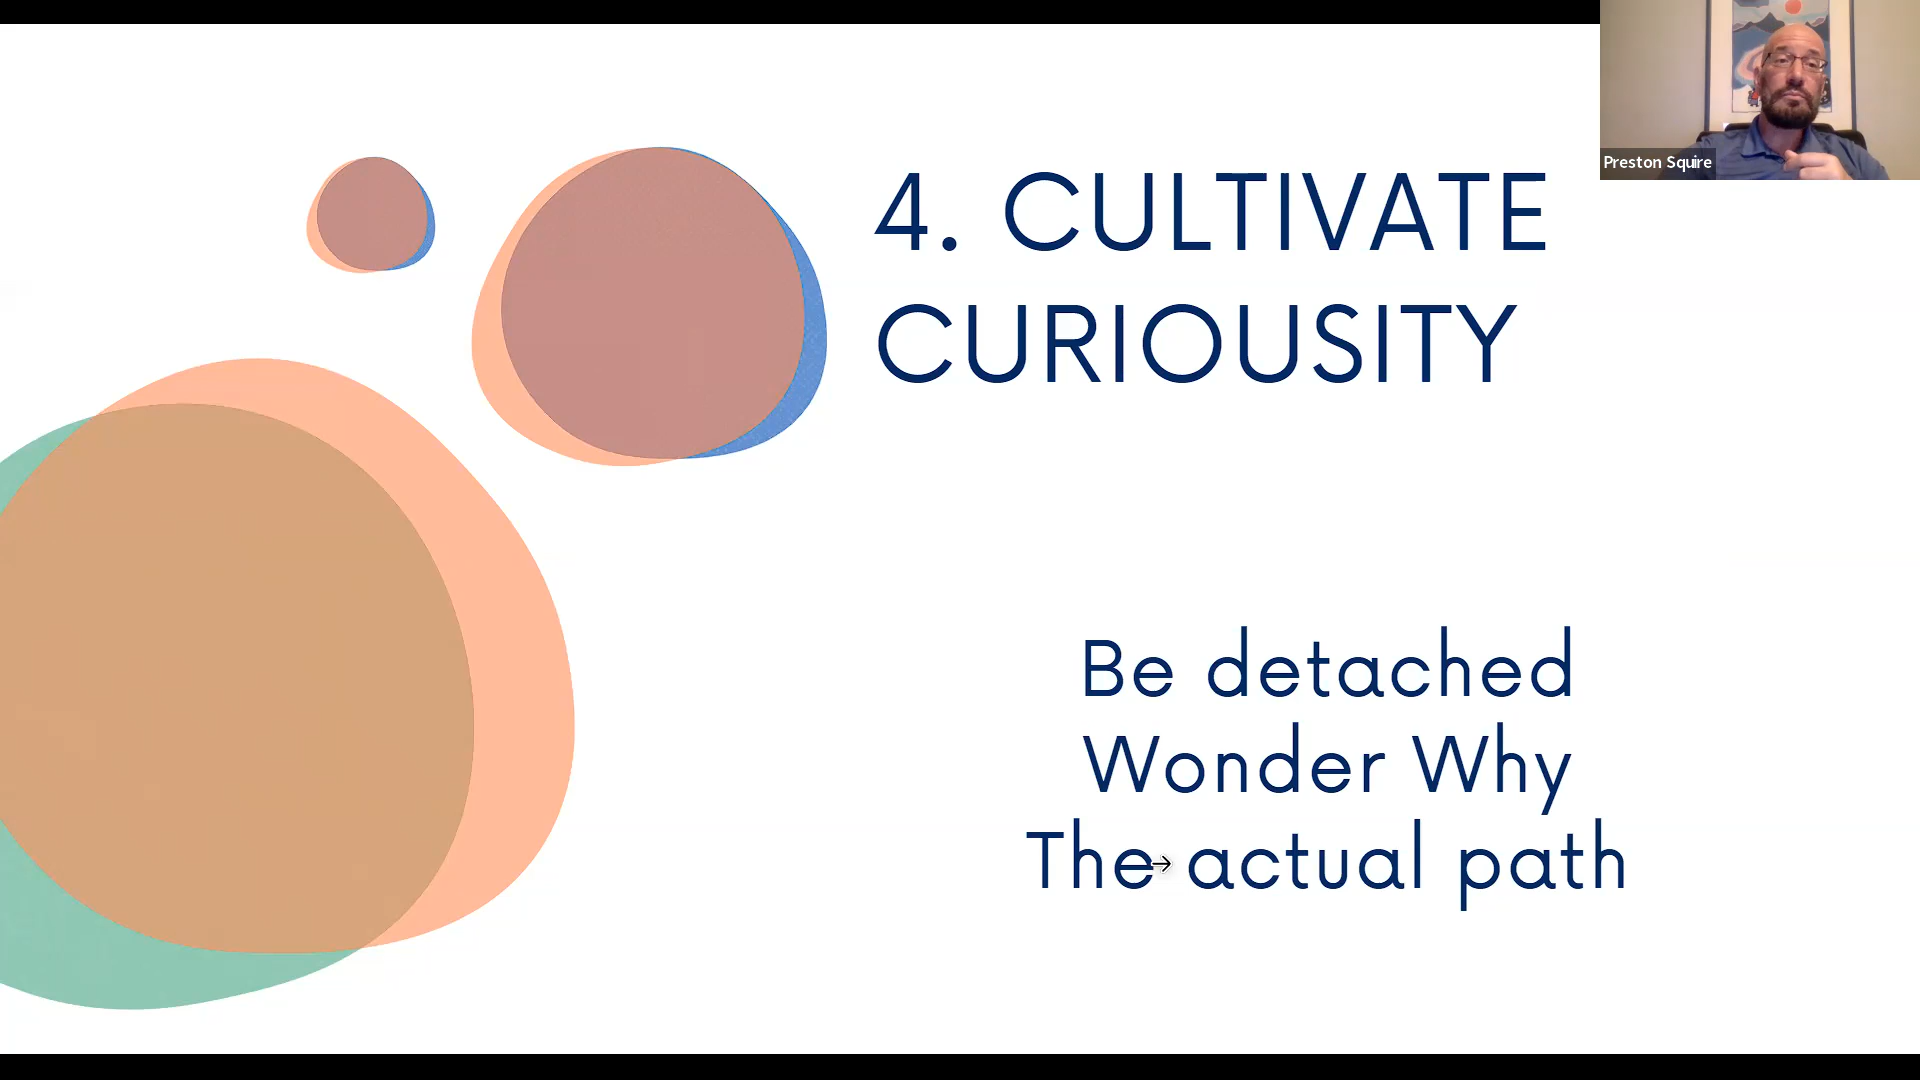 4. CULTIVATE
CURIOUSITY
Be detached
Wonder Why
The actual path
Preston Squire